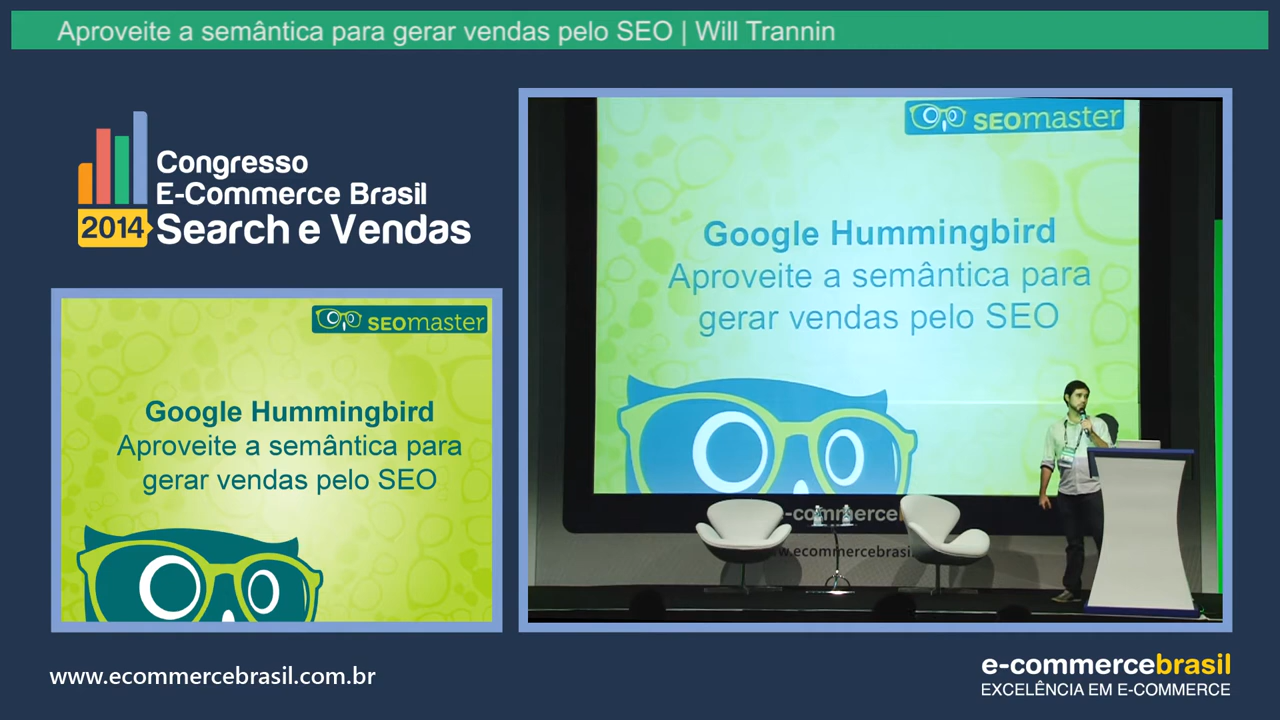 Aproveite a semântica para gerar vendas pelo SEO | Will Trannin
Congresso
E-Commerce Brasil
2014 Search e Vendas
SEOmaster
Google Hummingbird
Aproveite a semântica para
gerar vendas pelo SEO
SEOmaster
Google Hummingbird
Aproveite a semântica para
gerar vendas pelo SEO
e-commerce
ecommercebrasil
www.ecommercebrasil.com.br
e-commercebrasil
EXCELÊNCIA EM E-COMMERCE